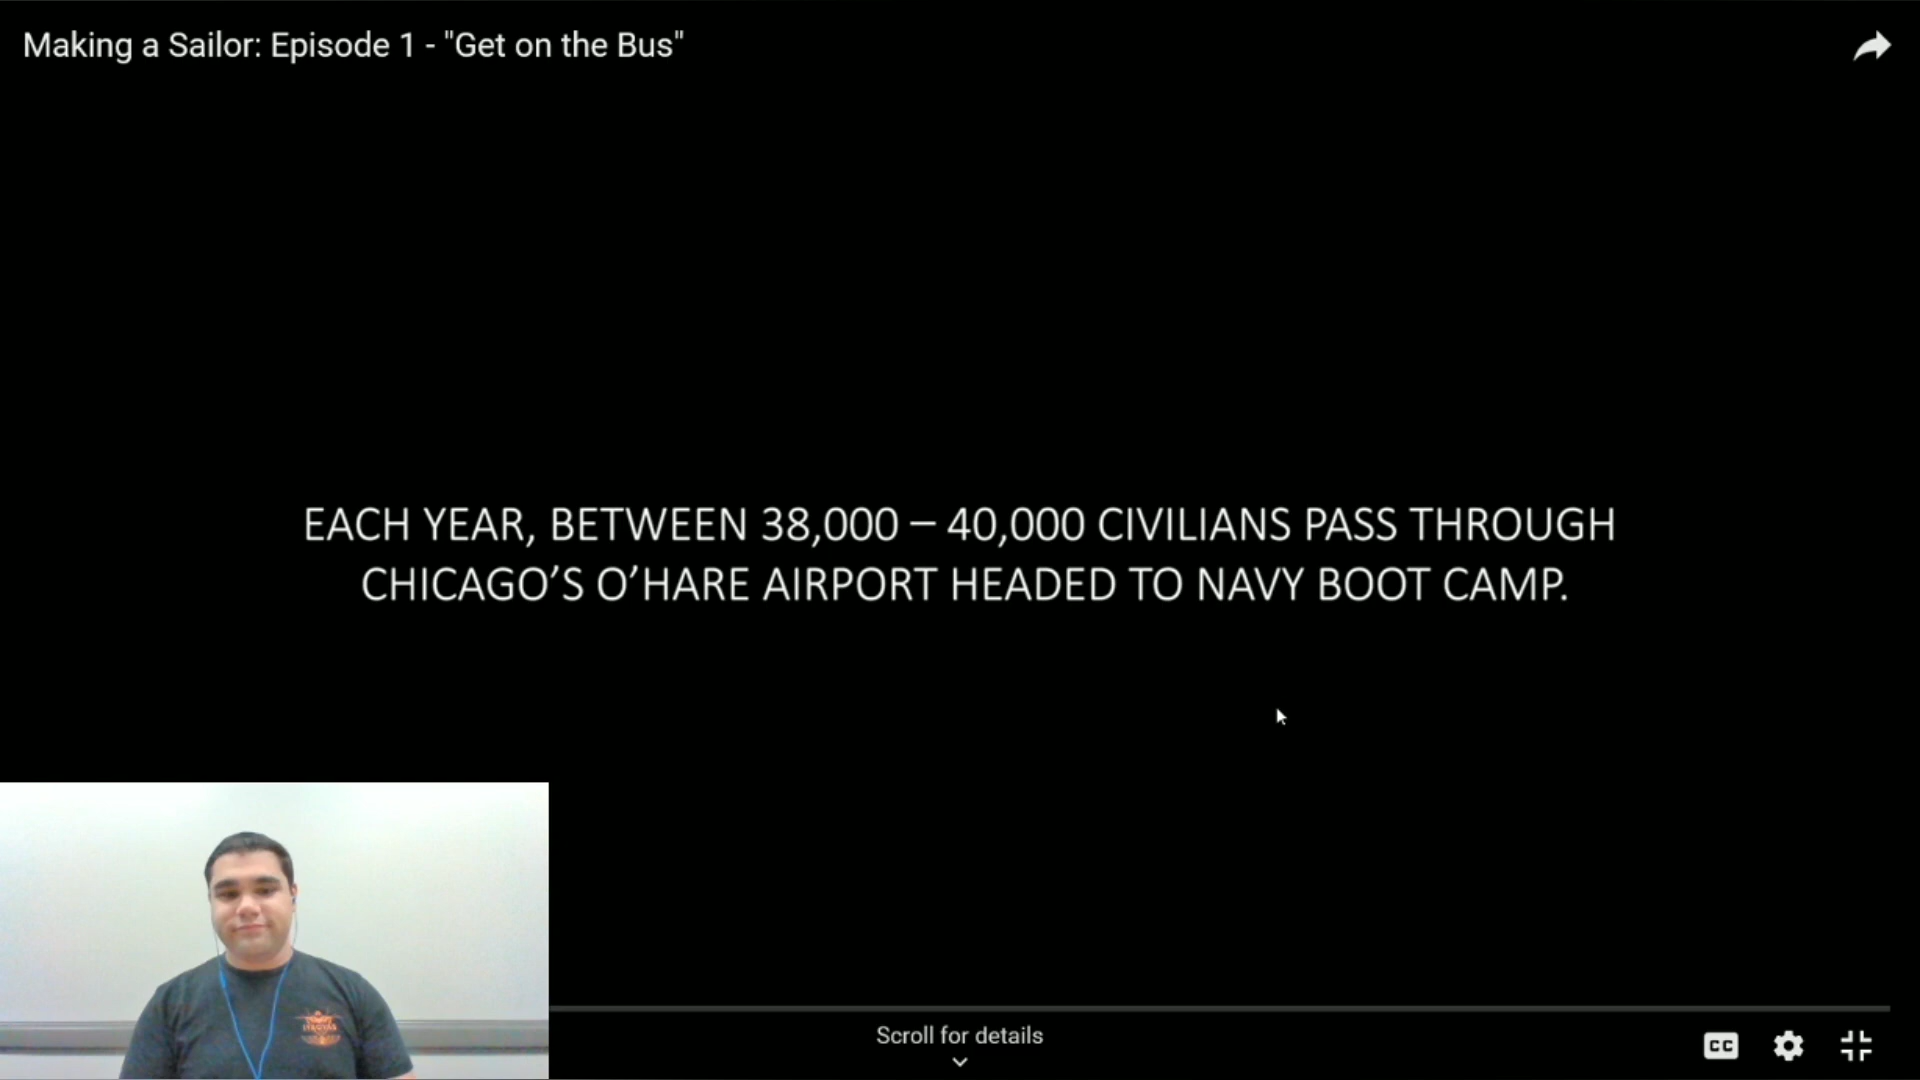 Making a Sailor: Episode 1 - "Get on the Bus"
EACH YEAR, BETWEEN 38,000 – 40,000 CIVILIANS PASS THROUGH
CHICAGO’S O’HARE AIRPORT HEADED TO NAVY BOOT CAMP.
Scroll for details
CC